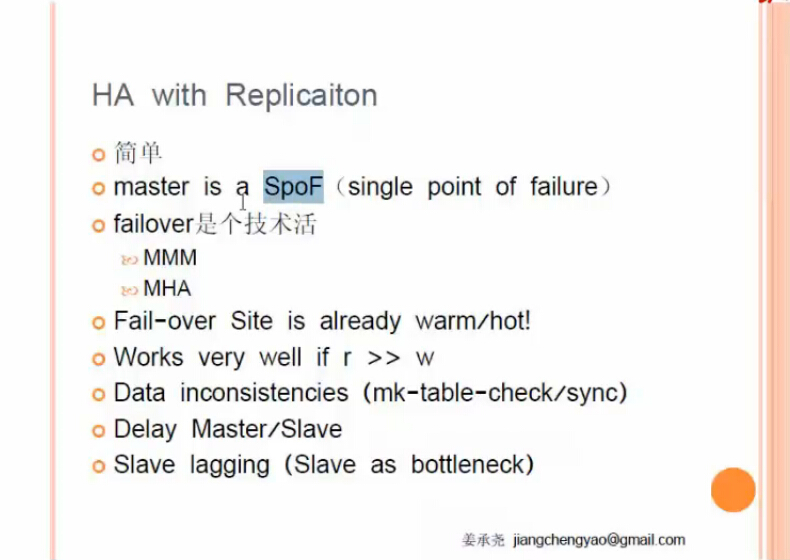 HA with Replicaiton
简单
master is a SpoF（single point of failure）
failover是个技术活
MMM
MHA
Fail-over Site is already warm/hot!
Works very well if r >> w
Data inconsistencies (mk-table-check/sync)
Delay Master/Slave
Slave lagging (Slave as bottleneck)
姜承尧 jiangchengyao@gmail.com